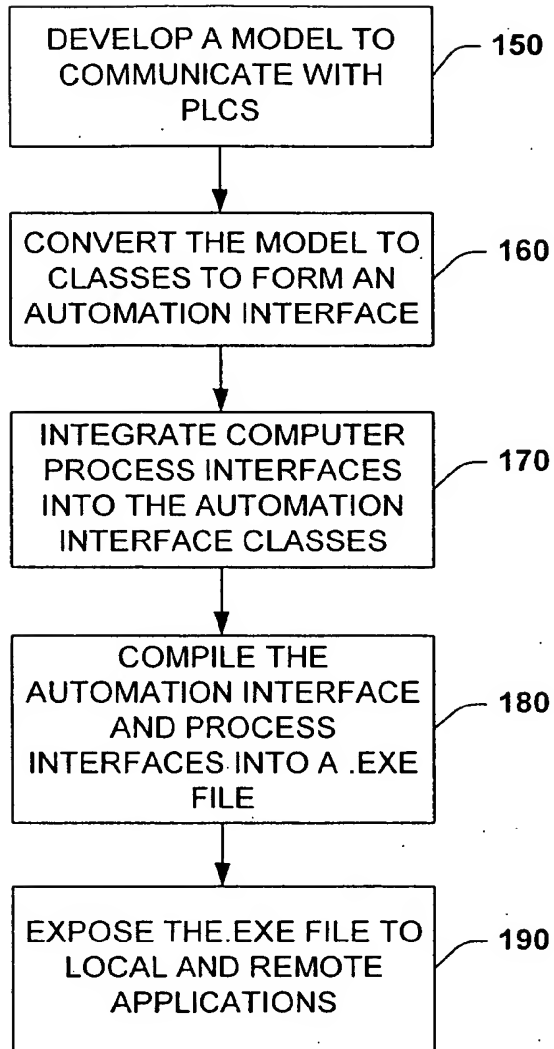 DEVELOP A MODEL TO
COMMUNICATE WITH
PLCS
150
CONVERT THE MODEL TO
CLASSES TO FORM AN
AUTOMATION INTERFACE
160
INTEGRATE COMPUTER
PROCESS INTERFACES
INTO THE AUTOMATION
INTERFACE CLASSES
170
COMPILE THE
AUTOMATION INTERFACE
AND PROCESS
INTERFACES INTO A .EXE
FILE
180
EXPOSE THE.EXE FILE TO
LOCAL AND REMOTE
APPLICATIONS
190